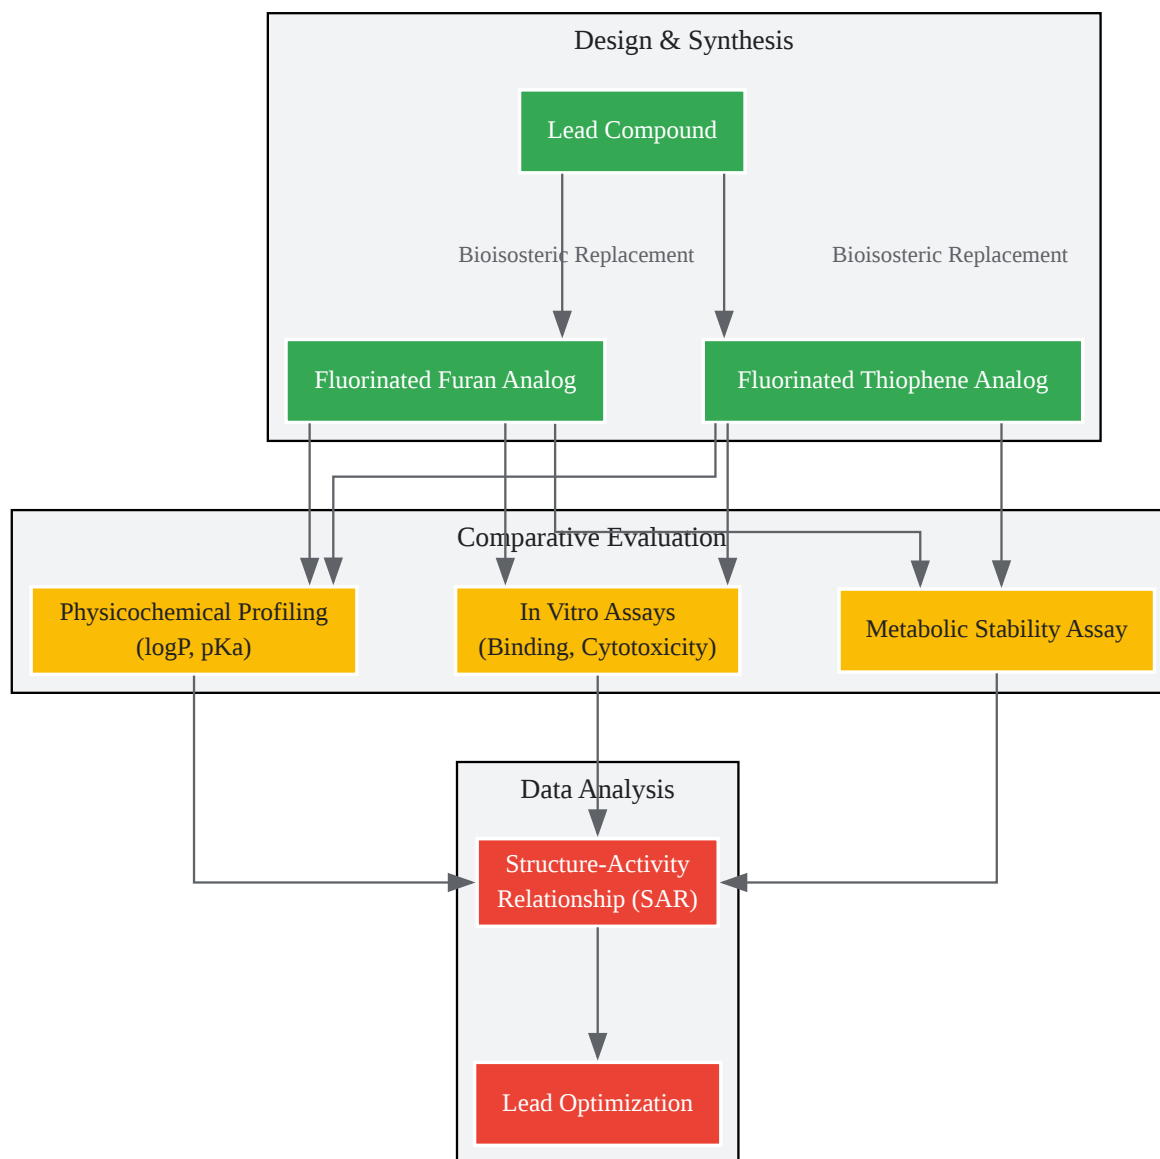 Design & Synthesis
Lead Compound
Bioisosteric Replacement
Bioisosteric Replacement
Fluorinated Furan Analog
Fluorinated Thiophene Analog
Comparative Evaluation
Physicochemical Profiling
(logP, pKa)
In Vitro Assays
(Binding, Cytotoxicity)
Metabolic Stability Assay
Data Analysis
Structure-Activity
Relationship (SAR)
Lead Optimization